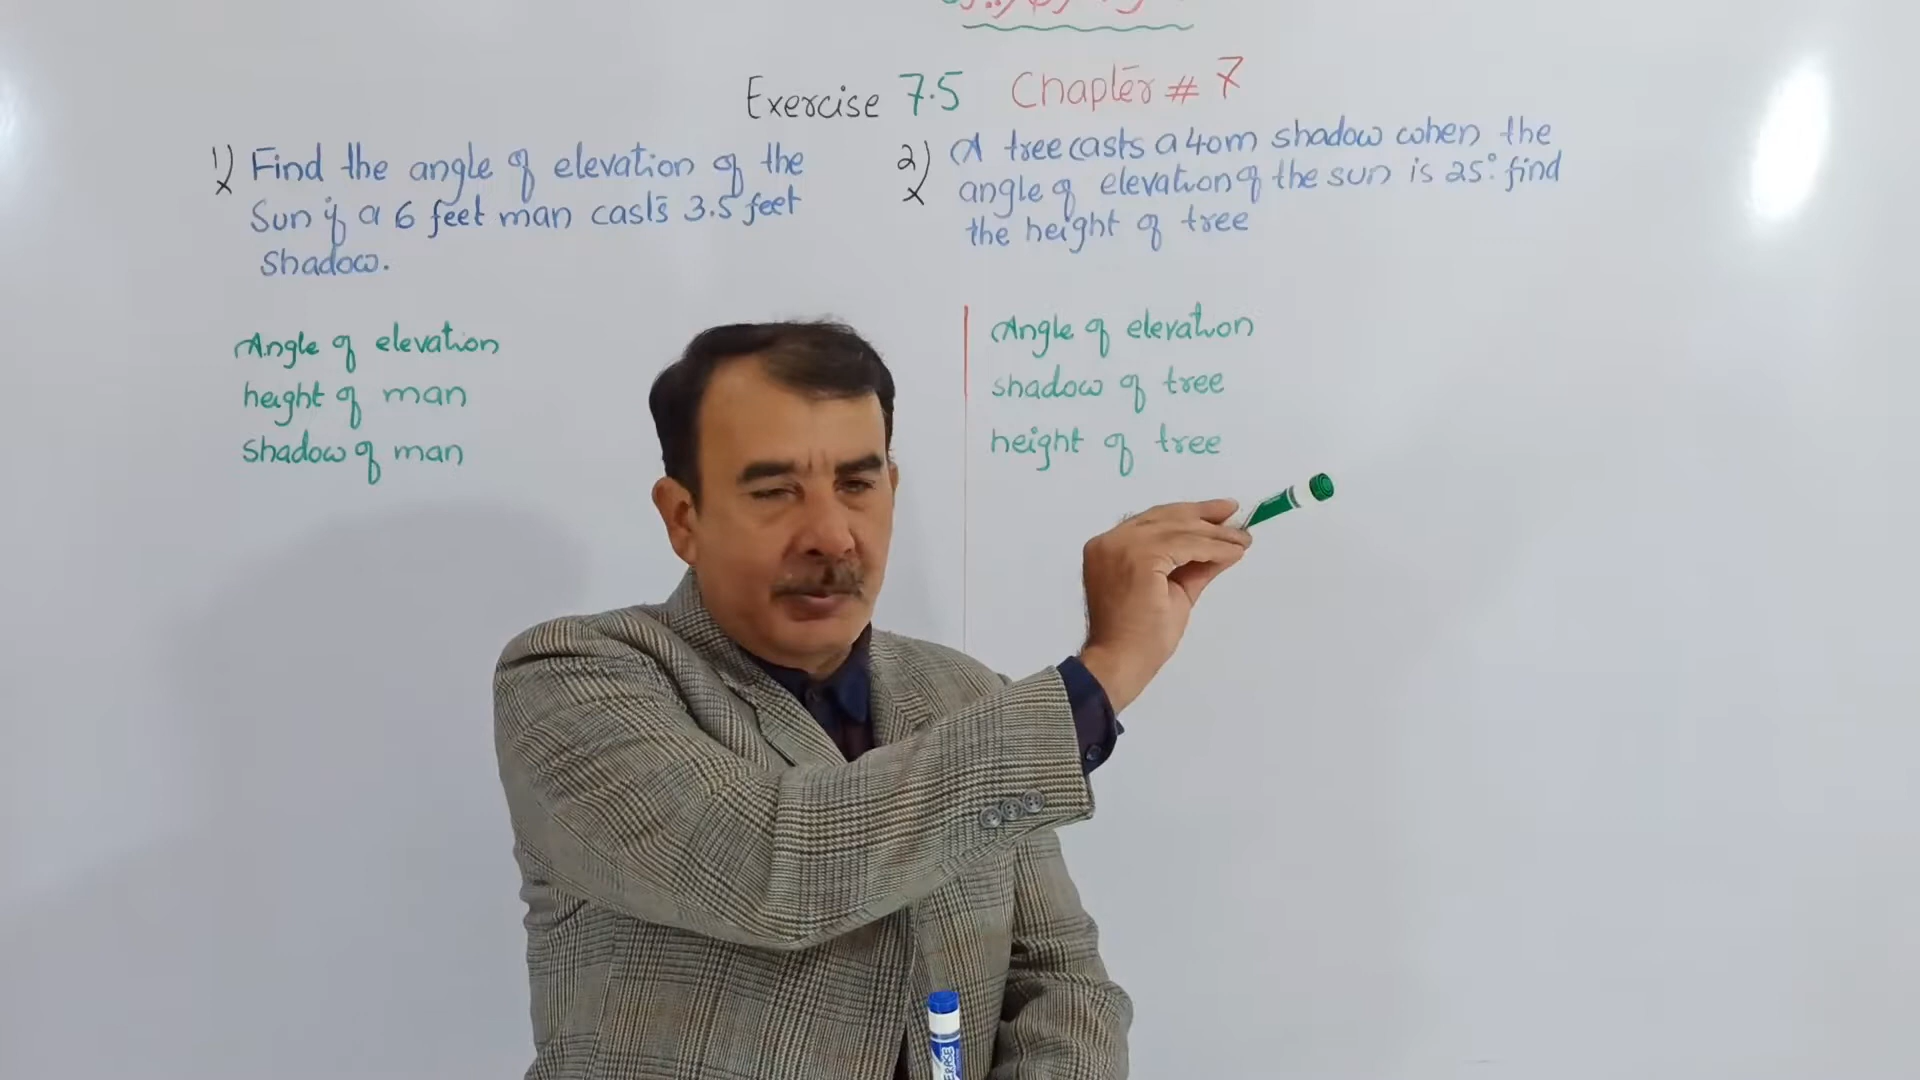 Exercise 7.5 Chapter # 7
1) Find the angle of elevation of the
Sun if a 6 feet man casts 3.5 feet
shadow.
2) A tree casts a 40m shadow when the
angle of elevation of the sun is 25°. find
the height of tree
Angle of elevation
height of man
shadow of man
Angle of elevation
shadow of tree
height of tree
ERASE